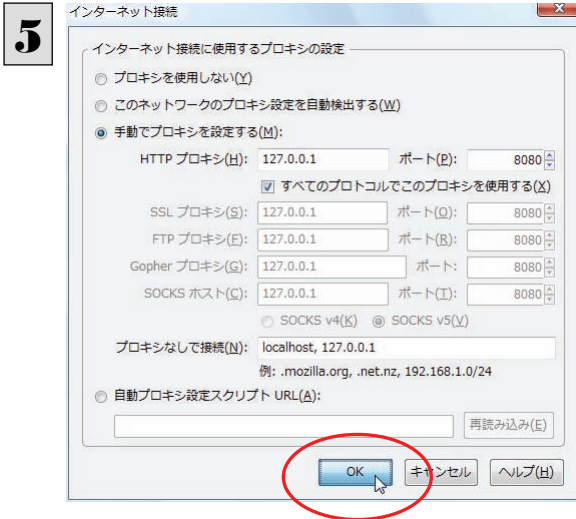 5
インターネット接続
インターネット接続に使用するプロキシの設定
プロキシを使用しない(Y)
このネットワークのプロキシ設定を自動検出する(W)
手動でプロキシを設定する(M):
HTTP プロキシ(H): 127.0.0.1 ポート(P): 8080
すべてのプロトコルでこのプロキシを使用する(X)
SSL プロキシ(S): 127.0.0.1 ポート(O): 8080
FTP プロキシ(F): 127.0.0.1 ポート(R): 8080
Gopher プロキシ(G): 127.0.0.1 ポート: 8080
SOCKS ホスト(C): 127.0.0.1 ポート(T): 8080
SOCKS v4(K) SOCKS v5(V)
プロキシなしで接続(N): localhost, 127.0.0.1
例: .mozilla.org, .net.nz, 192.168.1.0/24
自動プロキシ設定スクリプト URL(A):
再読み込み(E)
OK キャンセル ヘルプ(H)